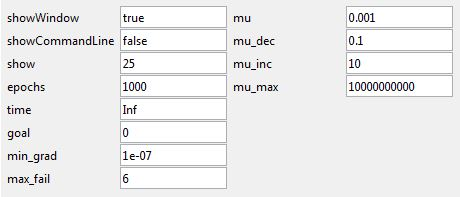 showWindow true mu 0.001
showCommandLine false mu_dec 0.1
show 25 mu_inc 10
epochs 1000 mu_max 10000000000
time Inf
goal 0
min_grad 1e-07
max_fail 6